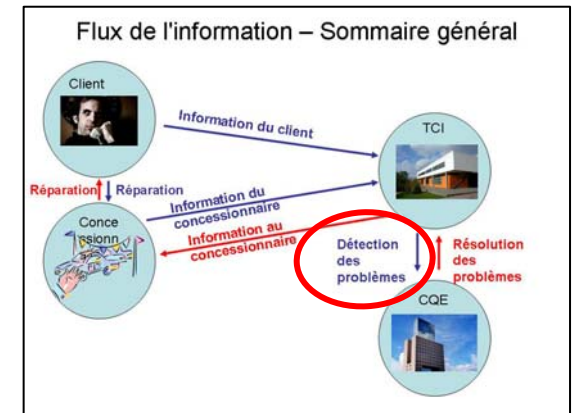 Flux de l'information – Sommaire général
Client
Information du client
TCI
Réparation
Réparation
Information du
concessionnaire
Information au
concessionnaire
Conce
ssionn
Détection
des
problèmes
Résolution
des
problèmes
CQE